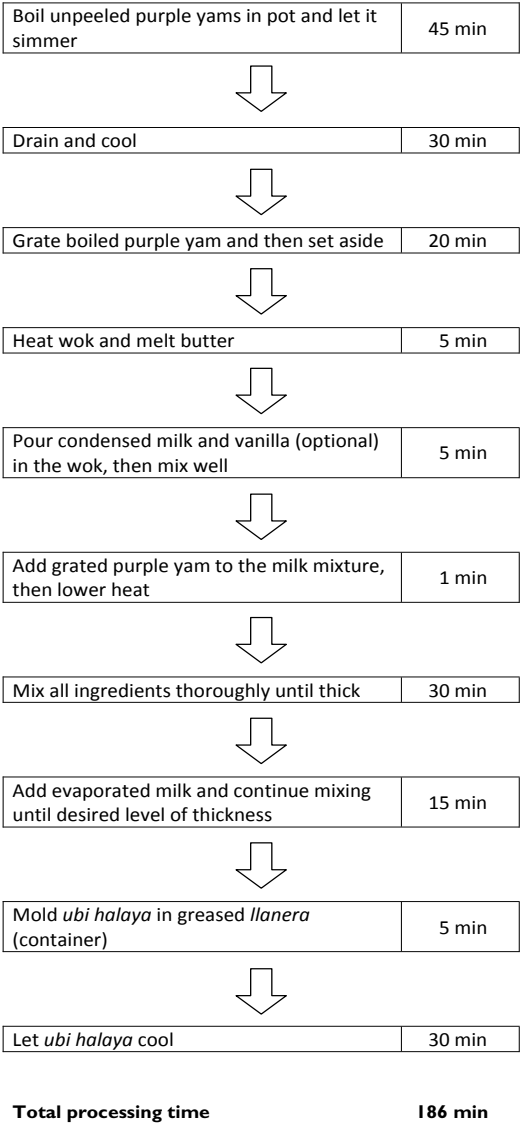 Boil unpeeled purple yams in pot and let it
simmer
45 min
Drain and cool
30 min
Grate boiled purple yam and then set aside
20 min
Heat wok and melt butter
5 min
Pour condensed milk and vanilla (optional)
in the wok, then mix well
5 min
Add grated purple yam to the milk mixture,
then lower heat
1 min
Mix all ingredients thoroughly until thick
30 min
Add evaporated milk and continue mixing
until desired level of thickness
15 min
Mold ubi halaya in greased llanera
(container)
5 min
Let ubi halaya cool
30 min
Total processing time
186 min